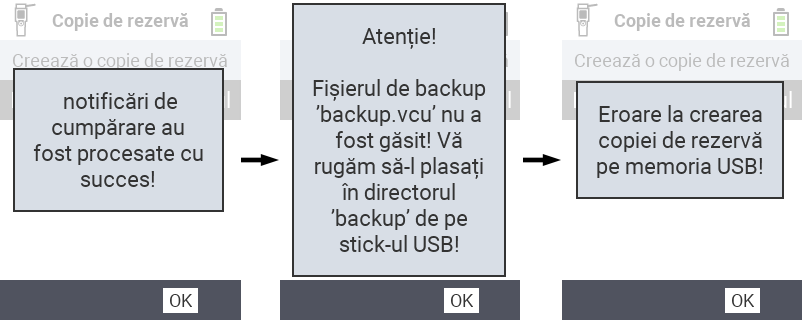 Copie de rezervă
Creează o copie de rezervă
notificări de
cumpărare au
fost procesate cu
succes!
OK
Atenție!
Fișierul de backup
’backup.vcu’ nu a
fost găsit! Vă
rugăm să-l plasați
în directorul
’backup’ de pe
stick-ul USB!
OK
Copie de rezervă
Creează o copie de rezervă
Eroare la crearea
copiei de rezervă
pe memoria USB!
OK